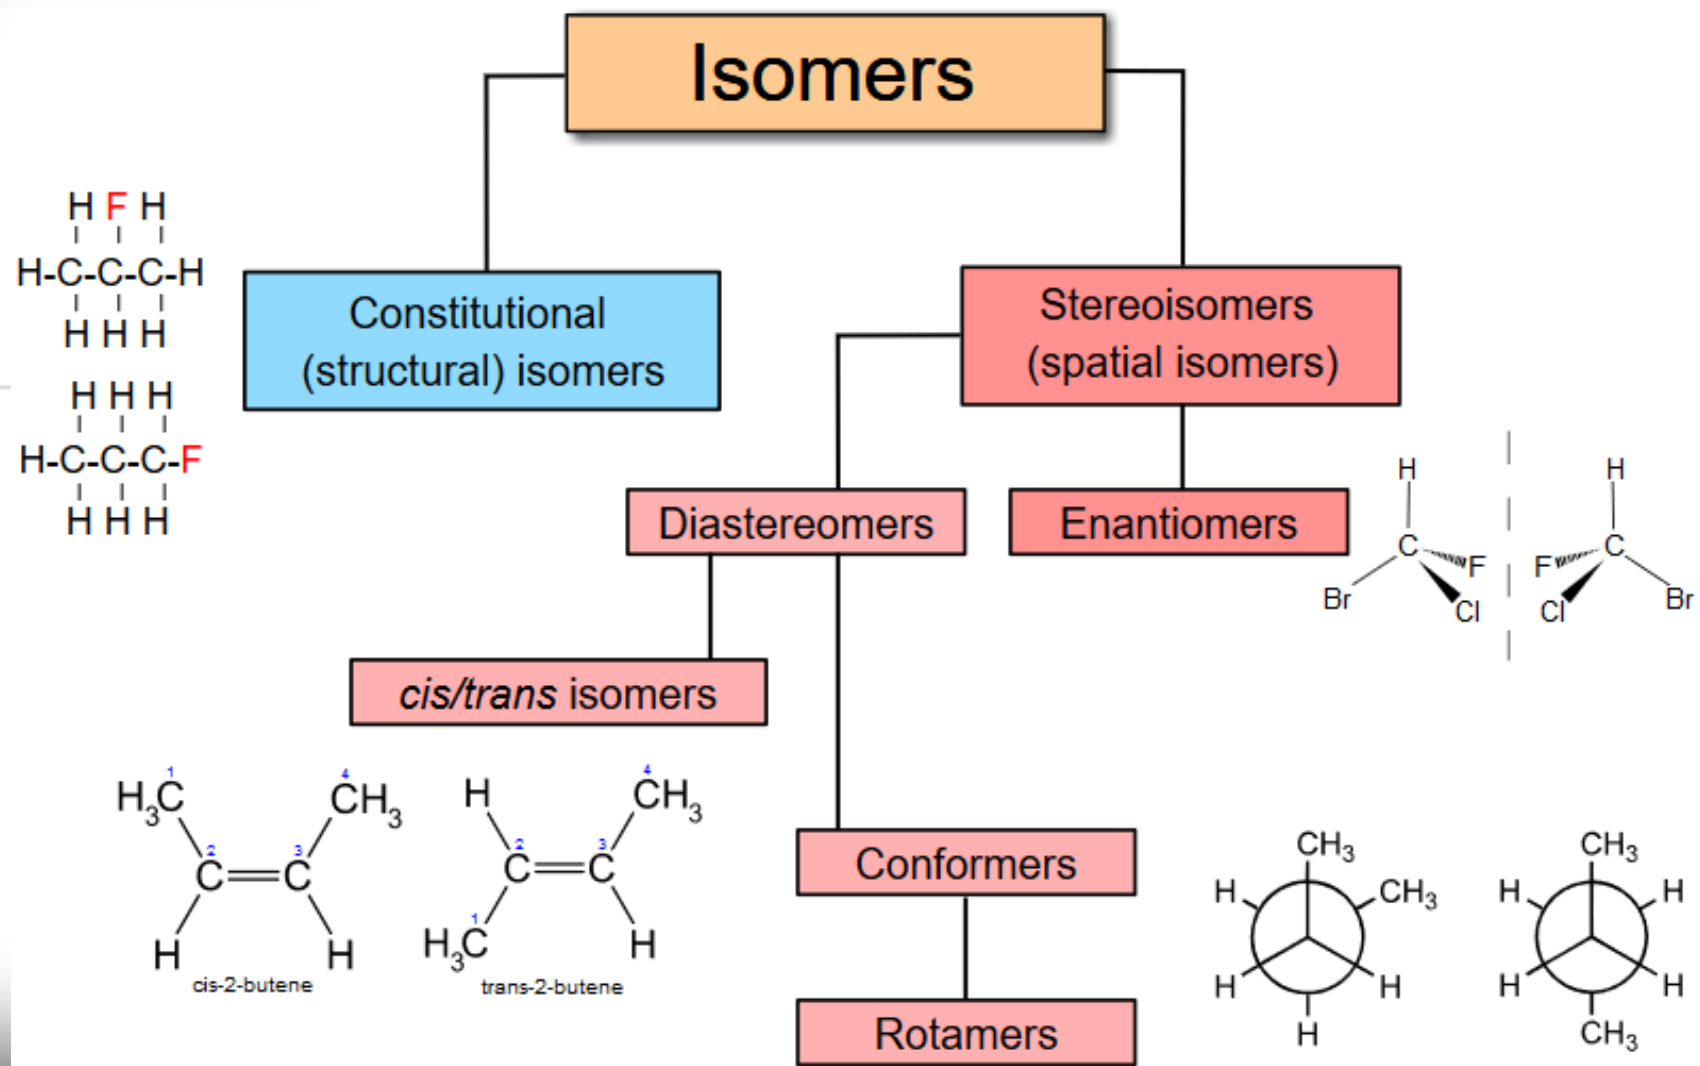 Isomers
H F H
H-C-C-C-H
H H H
H H H
H-C-C-C-F
H H H
Constitutional
(structural) isomers
Stereoisomers
(spatial isomers)
Diastereomers
Enantiomers
H
C
F
Br
Cl
H
F
C
Cl
Br
cis/trans isomers
1
H3C
4
CH3
2
3
C
C
H
H
cis-2-butene
H
4
CH3
2
3
C
C
1
H3C
H
trans-2-butene
Conformers
Rotamers
CH3
H
CH3
H
H
H
CH3
H
H
H
H
CH3